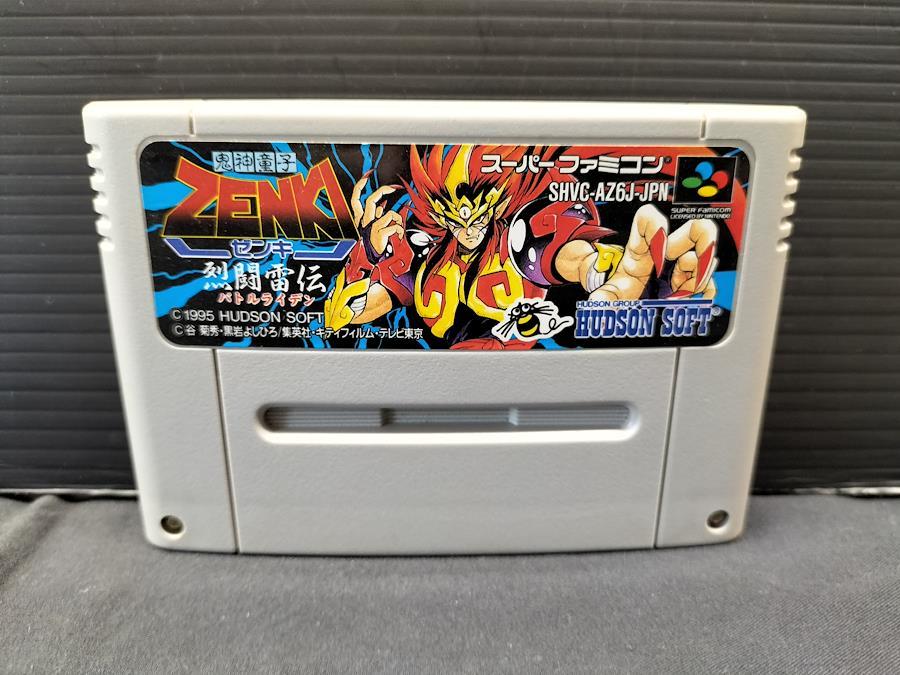 鬼神童子
ZENKI
ゼンキ
烈闘雷伝
バトルライデン
©1995 HUDSON SOFT
©谷 菊秀・黒岩よしひろ/集英社・キティフィルム・テレビ東京
スーパーファミコン®
SHVC-AZ6J-JPN
SUPER FAMICOM
LICENSED BY NINTENDO
HUDSON GROUP
HUDSON SOFT®